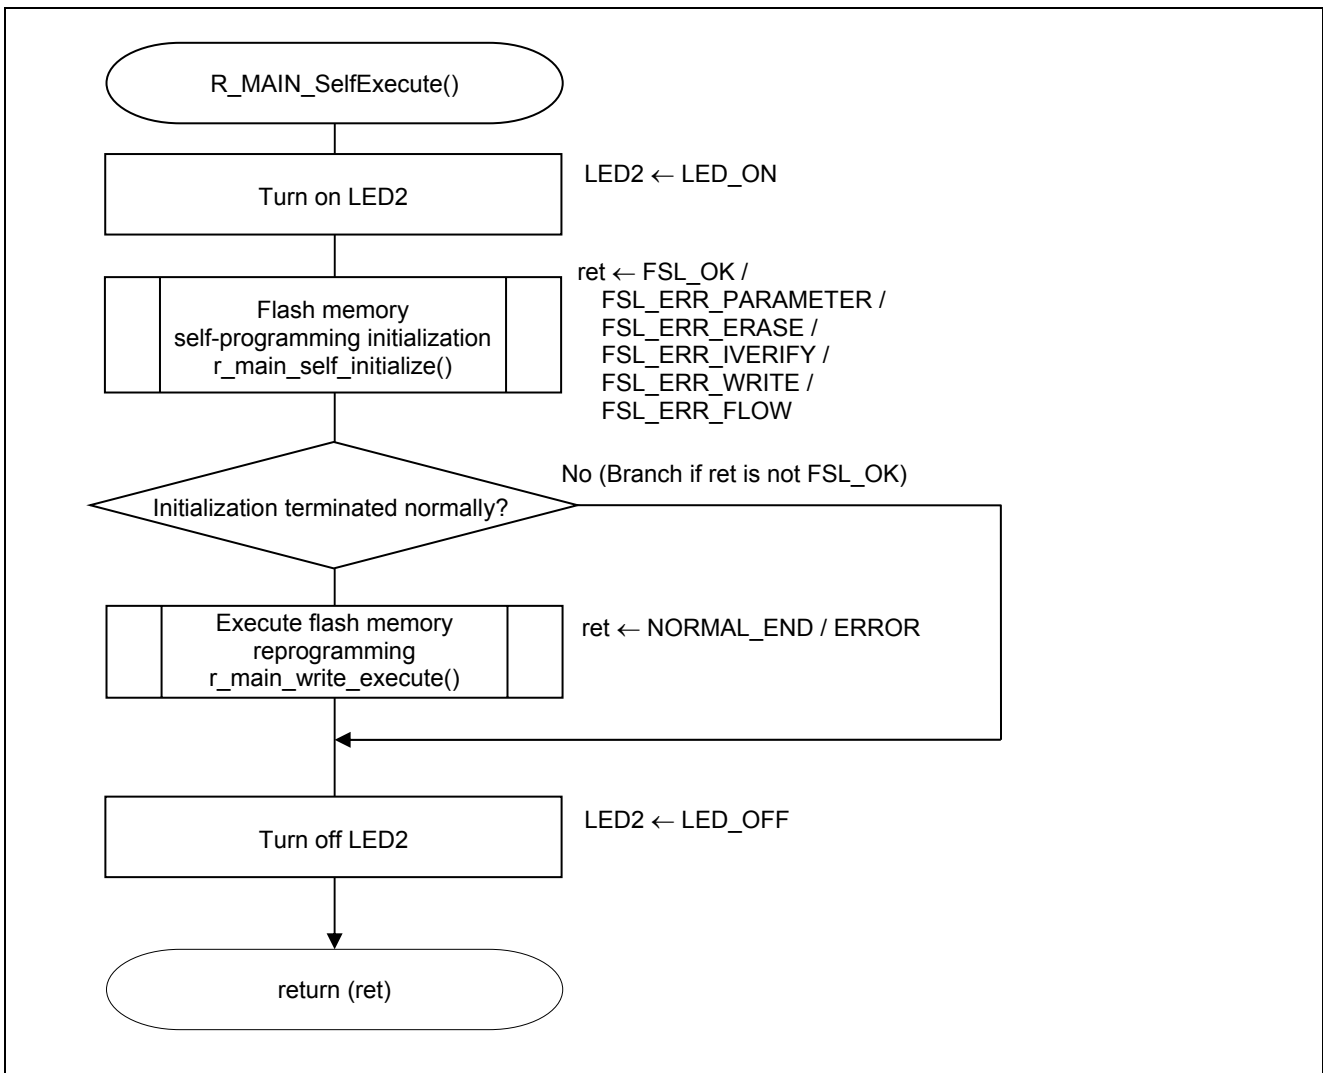 R_MAIN_SelfExecute()
Turn on LED2
LED2 ← LED_ON
Flash memory
self-programming initialization
r_main_self_initialize()
ret ← FSL_OK /
FSL_ERR_PARAMETER /
FSL_ERR_ERASE /
FSL_ERR_IVERIFY /
FSL_ERR_WRITE /
FSL_ERR_FLOW
No (Branch if ret is not FSL_OK)
Initialization terminated normally?
Execute flash memory
reprogramming
r_main_write_execute()
ret ← NORMAL_END / ERROR
Turn off LED2
LED2 ← LED_OFF
return (ret)